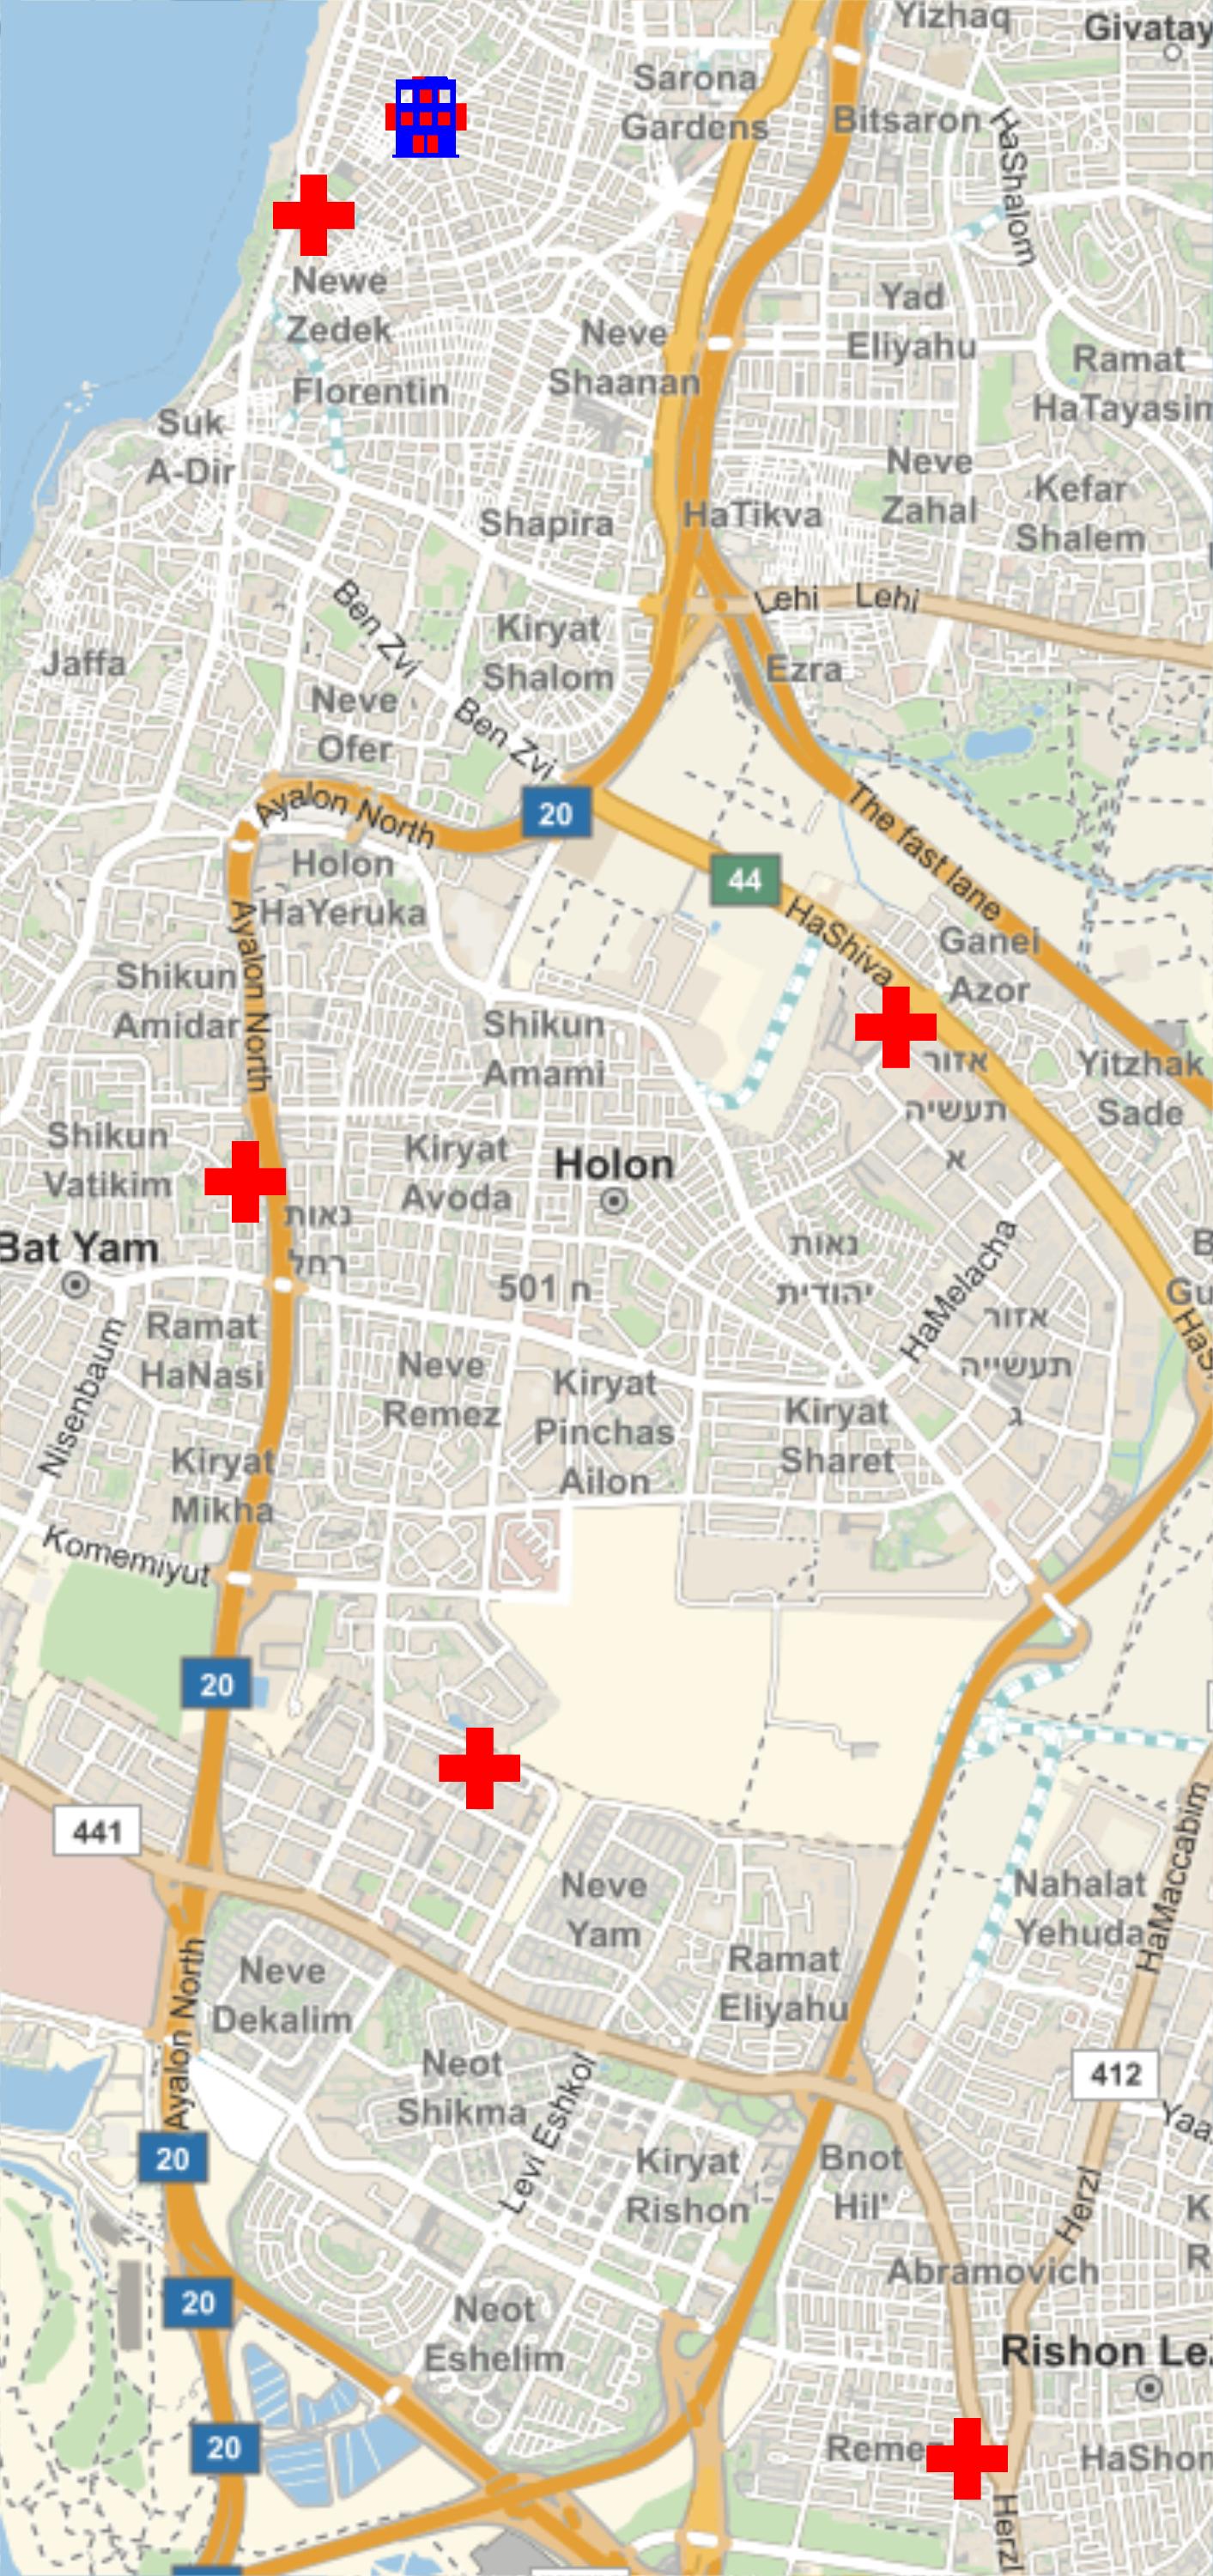 Yizhaq
Givatay
Sarona
Gardens
Bitsaron
HaShalom
Newe
Zedek
Yad
Eliyahu
Neve
Shaanan
Ramat
HaTayasim
Florentin
Suk
A-Dir
Neve
Zahal
Kefar
Shalem
Shapira
HaTikva
Lehi
Lehi
Ben Zvi
Kiryat
Shalom
Jaffa
Ezra
Neve
Ofer
Ben Zvi
Ayalon North
20
The fast lane
Holon
HaYeruka
44
HaShiva
Ganei
Azor
Ayalon North
Shikun
Amidar
Shikun
Amami
אזור
תעשיה
א
Yitzhak
Sade
Shikun
Vatikim
Kiryat
Avoda
Holon
נאות
רחל
Bat Yam
נאות
יהודית
HaMelacha
B
Gu
501 ח
Ramat
HaNasi
אזור
תעשייה
ג
HaS
Nisenbaum
Neve
Remez
Kiryat
Pinchas
Ailon
Kiryat
Sharet
Kiryat
Mikha
Komemiyut
20
441
HaMaccabim
Neve
Yam
Nahalat
Yehuda
Ramat
Eliyahu
Neve
Dekalim
Ayalon North
Neot
Shikma
Levi Eshkol
412
Yaa
20
Kiryat
Rishon
Bnot
Hil'
Herzl
K
R
Abramovich
20
Neot
Eshelim
Rishon Le
20
Reme
HaShom
Herzl